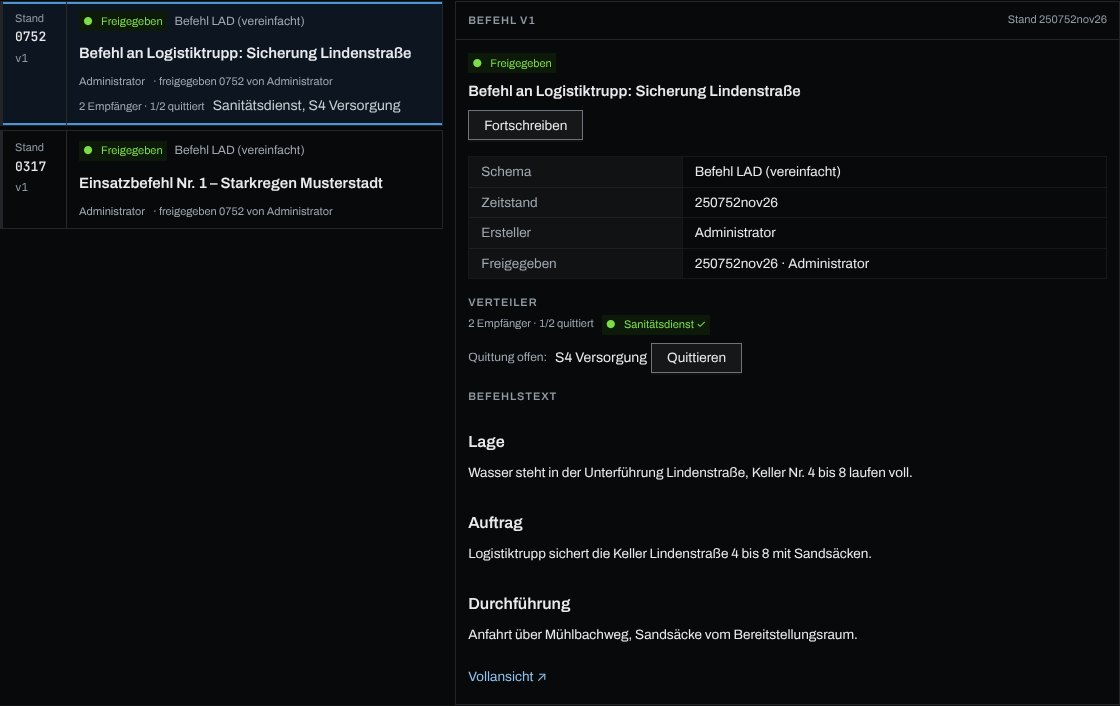 Stand
0752
v1
Freigegeben Befehl LAD (vereinfacht)
Befehl an Logistiktrupp: Sicherung Lindenstraße
Administrator · freigegeben 0752 von Administrator
2 Empfänger · 1/2 quittiert Sanitätsdienst, S4 Versorgung
Stand
0317
v1
Freigegeben Befehl LAD (vereinfacht)
Einsatzbefehl Nr. 1 – Starkregen Musterstadt
Administrator · freigegeben 0752 von Administrator
BEFEHL V1 Stand 250752nov26
Freigegeben
Befehl an Logistiktrupp: Sicherung Lindenstraße
Fortschreiben
Schema Befehl LAD (vereinfacht)
Zeitstand 250752nov26
Ersteller Administrator
Freigegeben 250752nov26 · Administrator
VERTEILER
2 Empfänger · 1/2 quittiert Sanitätsdienst ✓
Quittung offen: S4 Versorgung Quittieren
BEFEHLSTEXT
Lage
Wasser steht in der Unterführung Lindenstraße, Keller Nr. 4 bis 8 laufen voll.
Auftrag
Logistiktrupp sichert die Keller Lindenstraße 4 bis 8 mit Sandsäcken.
Durchführung
Anfahrt über Mühlbachweg, Sandsäcke vom Bereitstellungsraum.
Vollansicht ↗